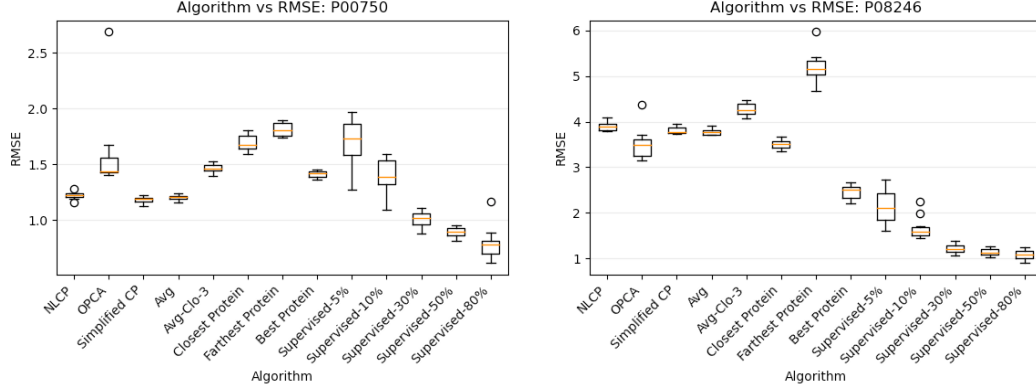 Algorithm vs RMSE: P00750
RMSE
2.5
2.0
1.5
1.0
NLCP
OPCA
Simplified CP
Avg
Avg-Clo-3
Closest Protein
Farthest Protein
Best Protein
Supervised-5%
Supervised-10%
Supervised-30%
Supervised-50%
Supervised-80%
Algorithm
Algorithm vs RMSE: P08246
RMSE
6
5
4
3
2
1
NLCP
OPCA
Simplified CP
Avg
Avg-Clo-3
Closest Protein
Farthest Protein
Best Protein
Supervised-5%
Supervised-10%
Supervised-30%
Supervised-50%
Supervised-80%
Algorithm